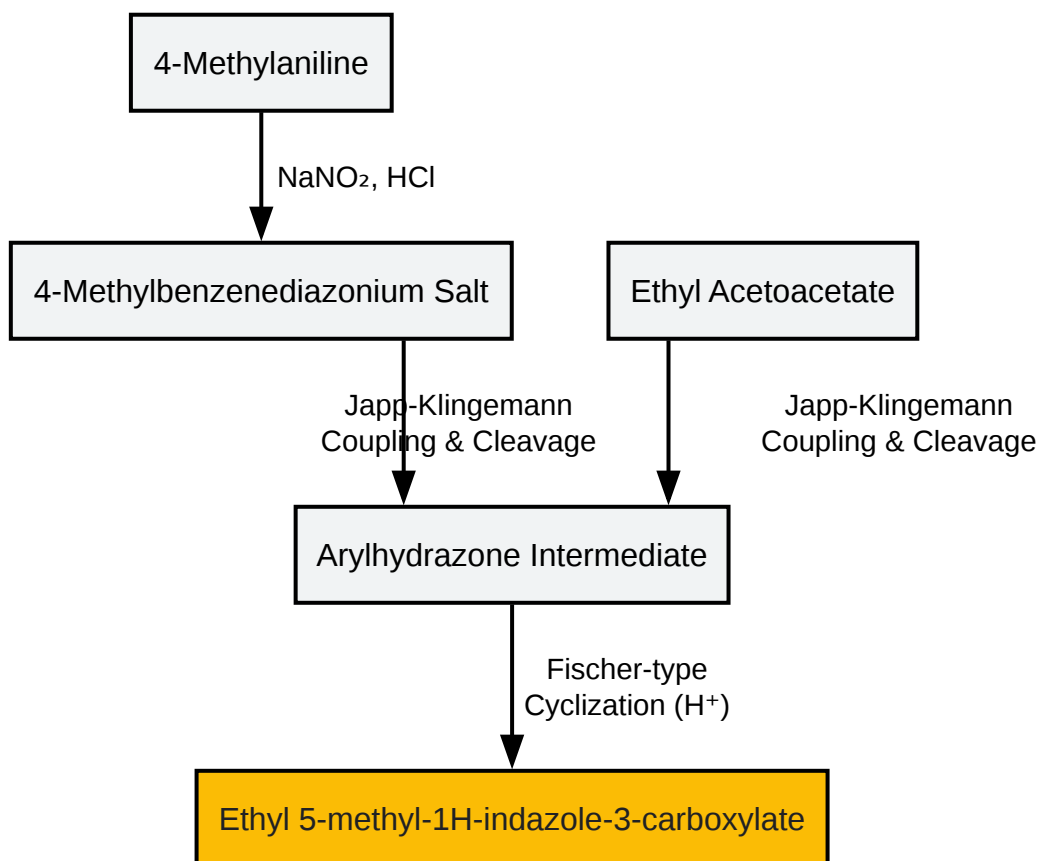 4-Methylaniline
NaNO₂, HCl
4-Methylbenzenediazonium Salt
Ethyl Acetoacetate
Japp-Klingemann
Coupling & Cleavage
Japp-Klingemann
Coupling & Cleavage
Arylhydrazone Intermediate
Fischer-type
Cyclization (H⁺)
Ethyl 5-methyl-1H-indazole-3-carboxylate